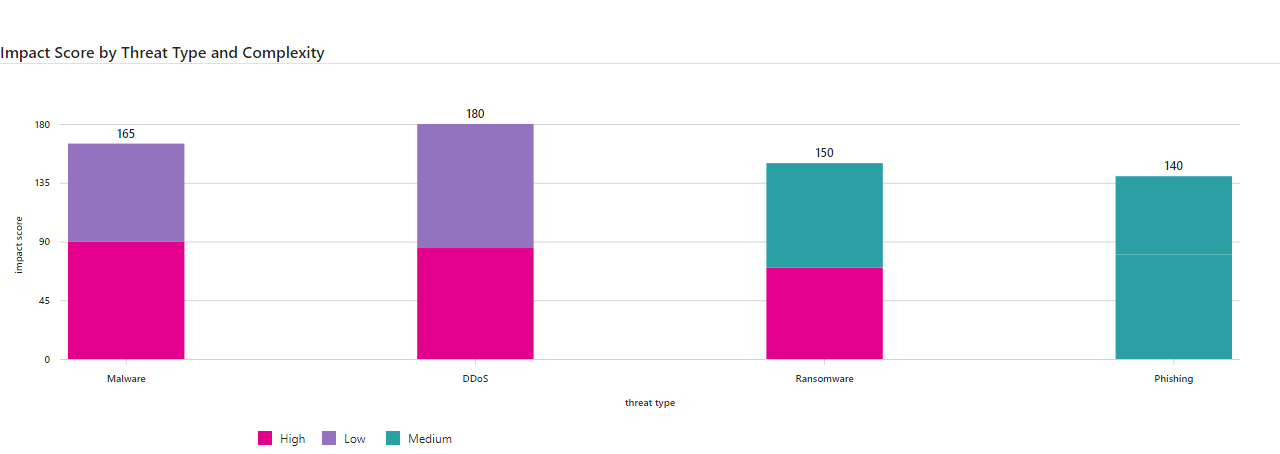 Impact Score by Threat Type and Complexity
180
165
180
150
140
135
90
45
0
impact score
Malware
DDoS
Ransomware
Phishing
threat type
High
Low
Medium